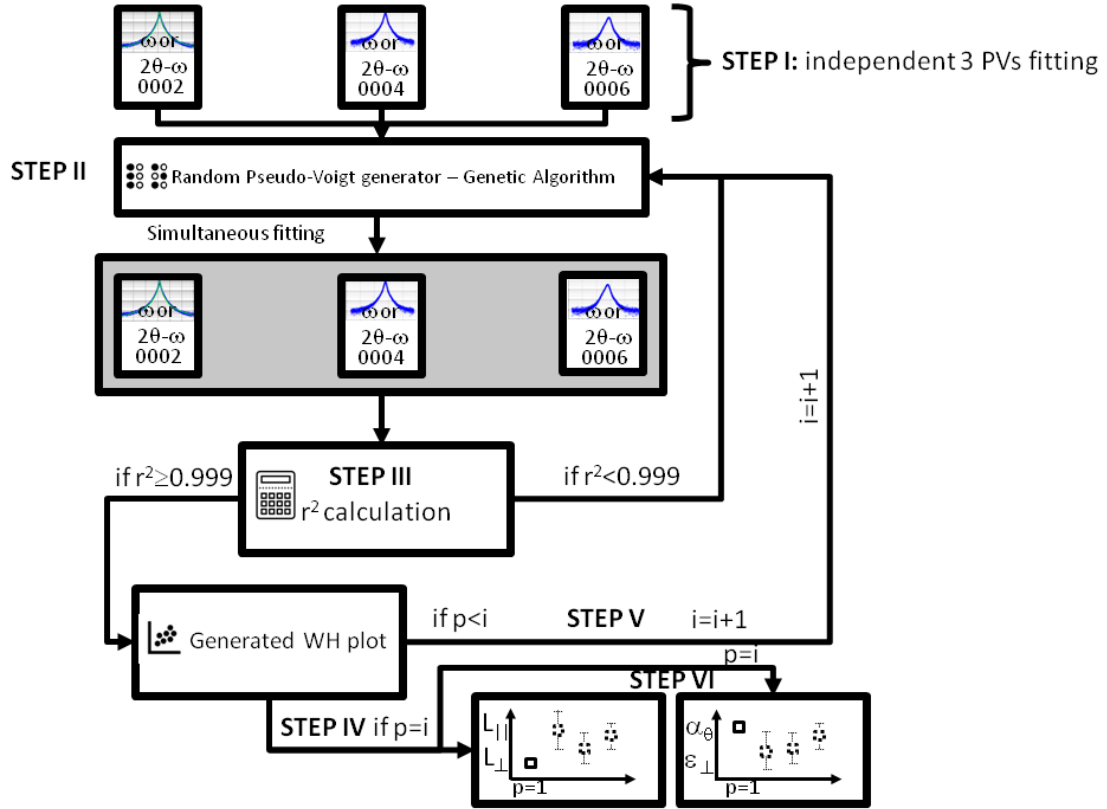 ω or
2θ-ω
0002
ω or
2θ-ω
0004
ω or
2θ-ω
0006
STEP I: independent 3 PVs fitting
STEP II
Random Pseudo-Voigt generator – Genetic Algorithm
Simultaneous fitting
ω or
2θ-ω
0002
ω or
2θ-ω
0004
ω or
2θ-ω
0006
i=i+1
if r²≥0.999
STEP III
r² calculation
if r²<0.999
Generated WH plot
if p<i
STEP V
i=i+1
p=i
STEP VI
STEP IV if p=i
L||
L⊥
p=1
αθ
ε⊥
p=1